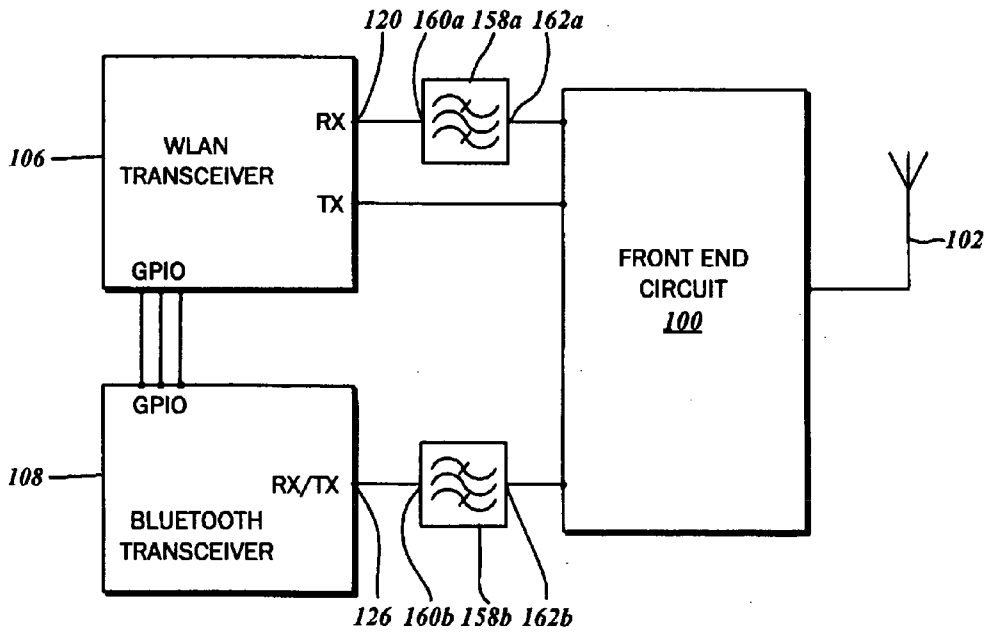 120 160a 158a 162a
RX
WLAN
TRANSCEIVER
106
TX
GPIO
FRONT END
CIRCUIT
100
102
GPIO
108
RX/TX
BLUETOOTH
TRANSCEIVER
126 160b 158b 162b